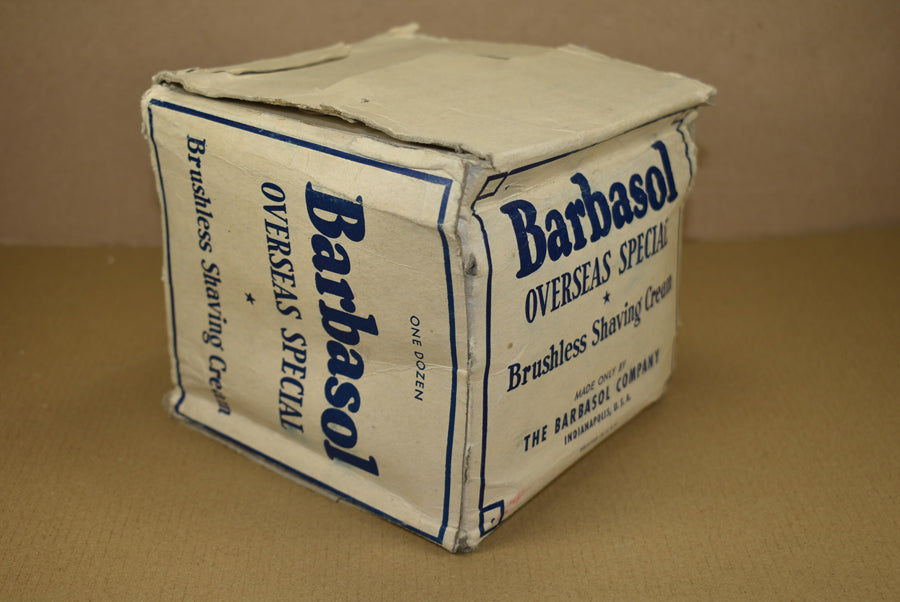 ONE DOZEN
Barbasol
OVERSEAS SPECIAL
★
Brushless Shaving Cream
Barbasol
OVERSEAS SPECIAL
★
Brushless Shaving Cream
MADE ONLY BY
THE BARBASOL COMPANY
INDIANAPOLIS, U.S.A.